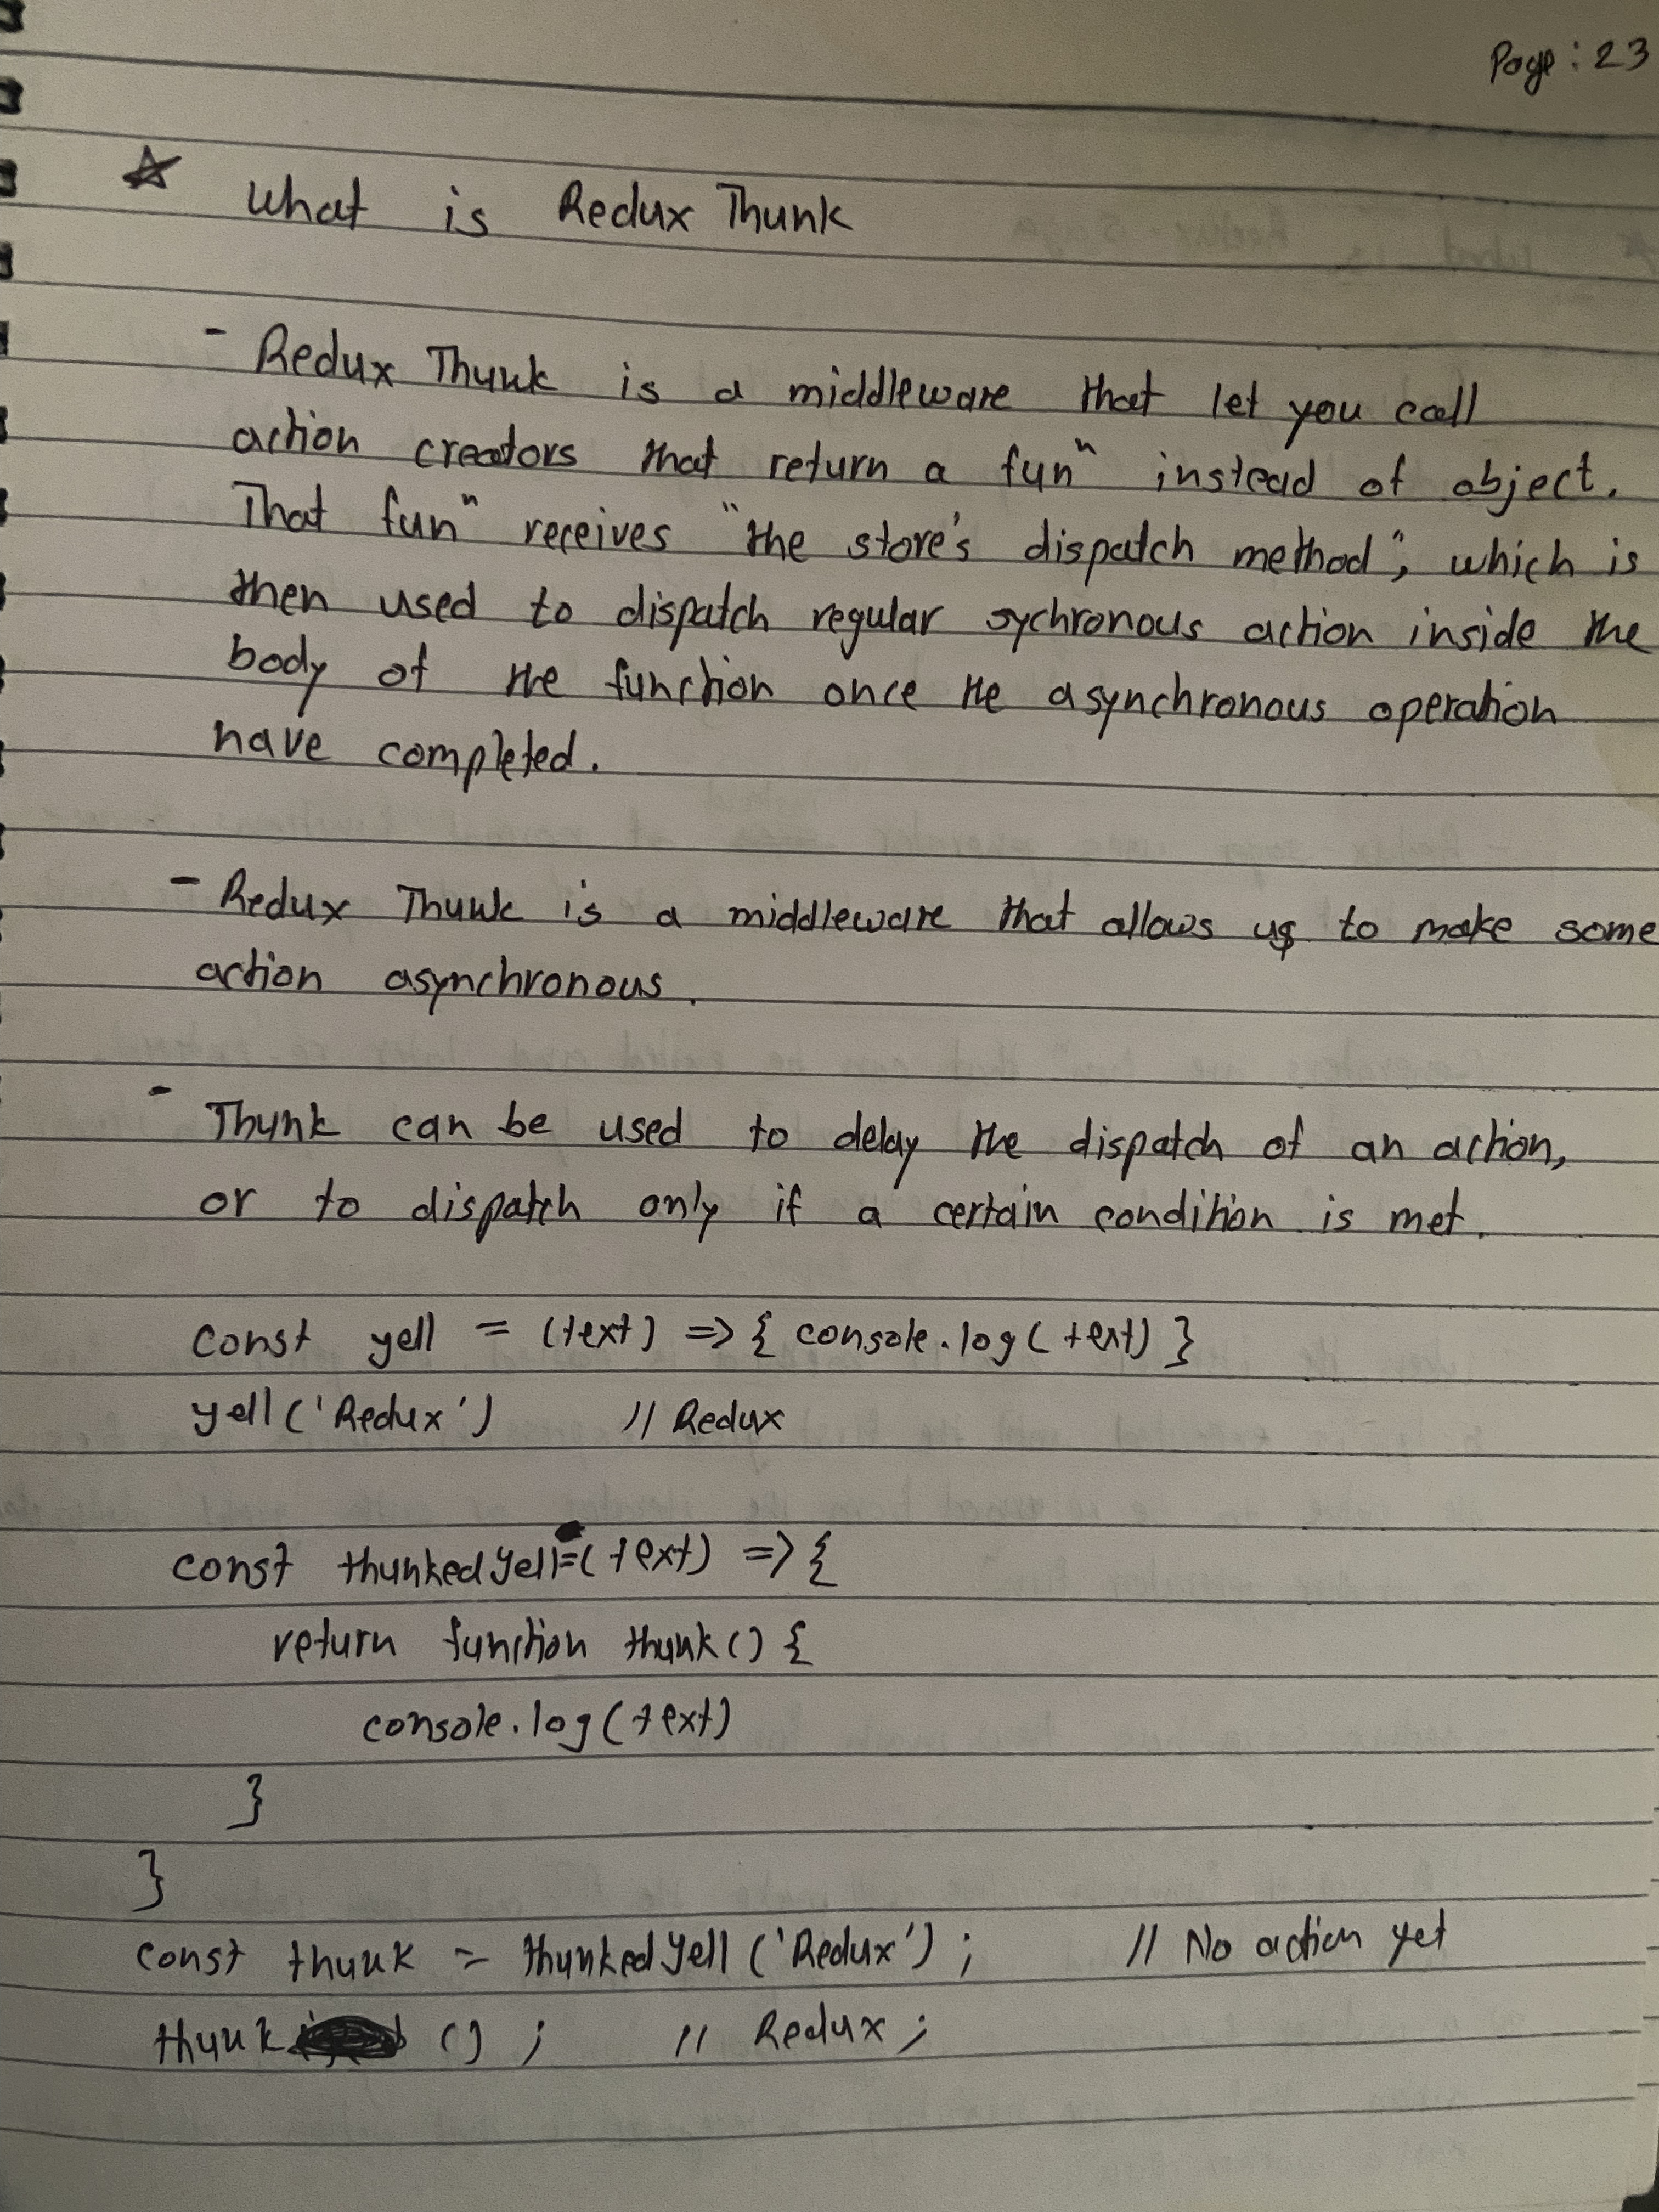 Page: 23
☆ What is Redux Thunk
- Redux Thunk is a middleware that let you call
action creators that return a funⁿ instead of object.
That funⁿ receives "the store's dispatch method", which is
then used to dispatch regular sychronous action inside the
body of the function once the asynchronous operation
have completed.
- Redux Thunk is a middleware that allows us to make some
action asynchronous.
- Thunk can be used to delay the dispatch of an action,
or to dispatch only if a certain condition is met.
const yell = (text) => { console.log(text) }
yell('Redux') // Redux
const thunkedYell=(text) => {
return function thunk() {
console.log(text)
}
}
const thunk = thunkedYell('Redux'); // No action yet
thunk (); // Redux;